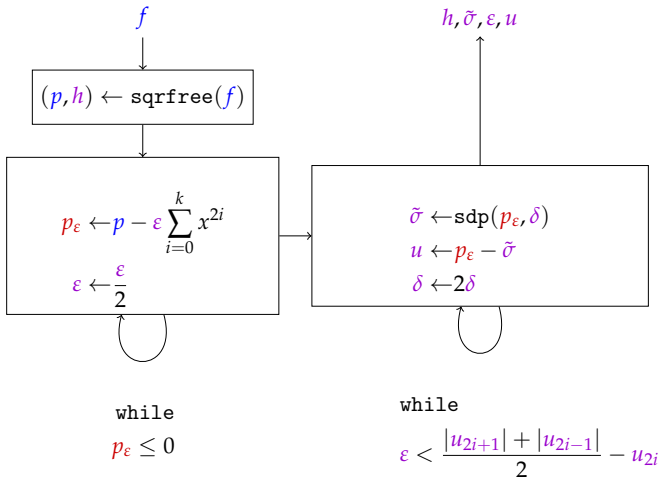 f
(p, h) ← sqrfree(f)
p_ε ← p − ε ∑_{i=0}^{k} x^{2i}
ε ← ε/2
while
p_ε ≤ 0
h, σ̃, ε, u
σ̃ ← sdp(p_ε, δ)
u ← p_ε − σ̃
δ ← 2δ
while
ε < (|u_{2i+1}| + |u_{2i−1}|)/2 − u_{2i}